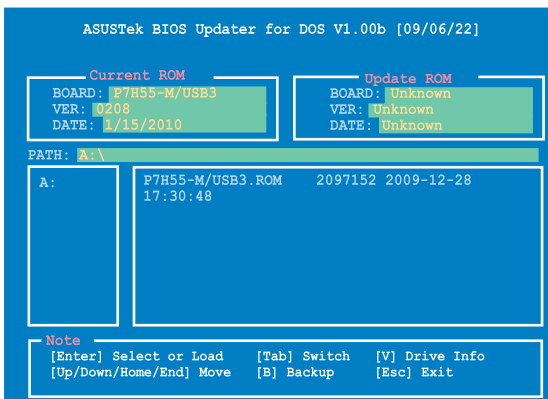 ASUSTek BIOS Updater for DOS V1.00b [09/06/22]
Current ROM
BOARD: P7H55-M/USB3
VER: 0208
DATE: 1/15/2010
Update ROM
BOARD: Unknown
VER: Unknown
DATE: Unknown
PATH: A:\
A:
P7H55-M/USB3.ROM 2097152 2009-12-28
17:30:48
Note
[Enter] Select or Load [Tab] Switch [V] Drive Info
[Up/Down/Home/End] Move [B] Backup [Esc] Exit